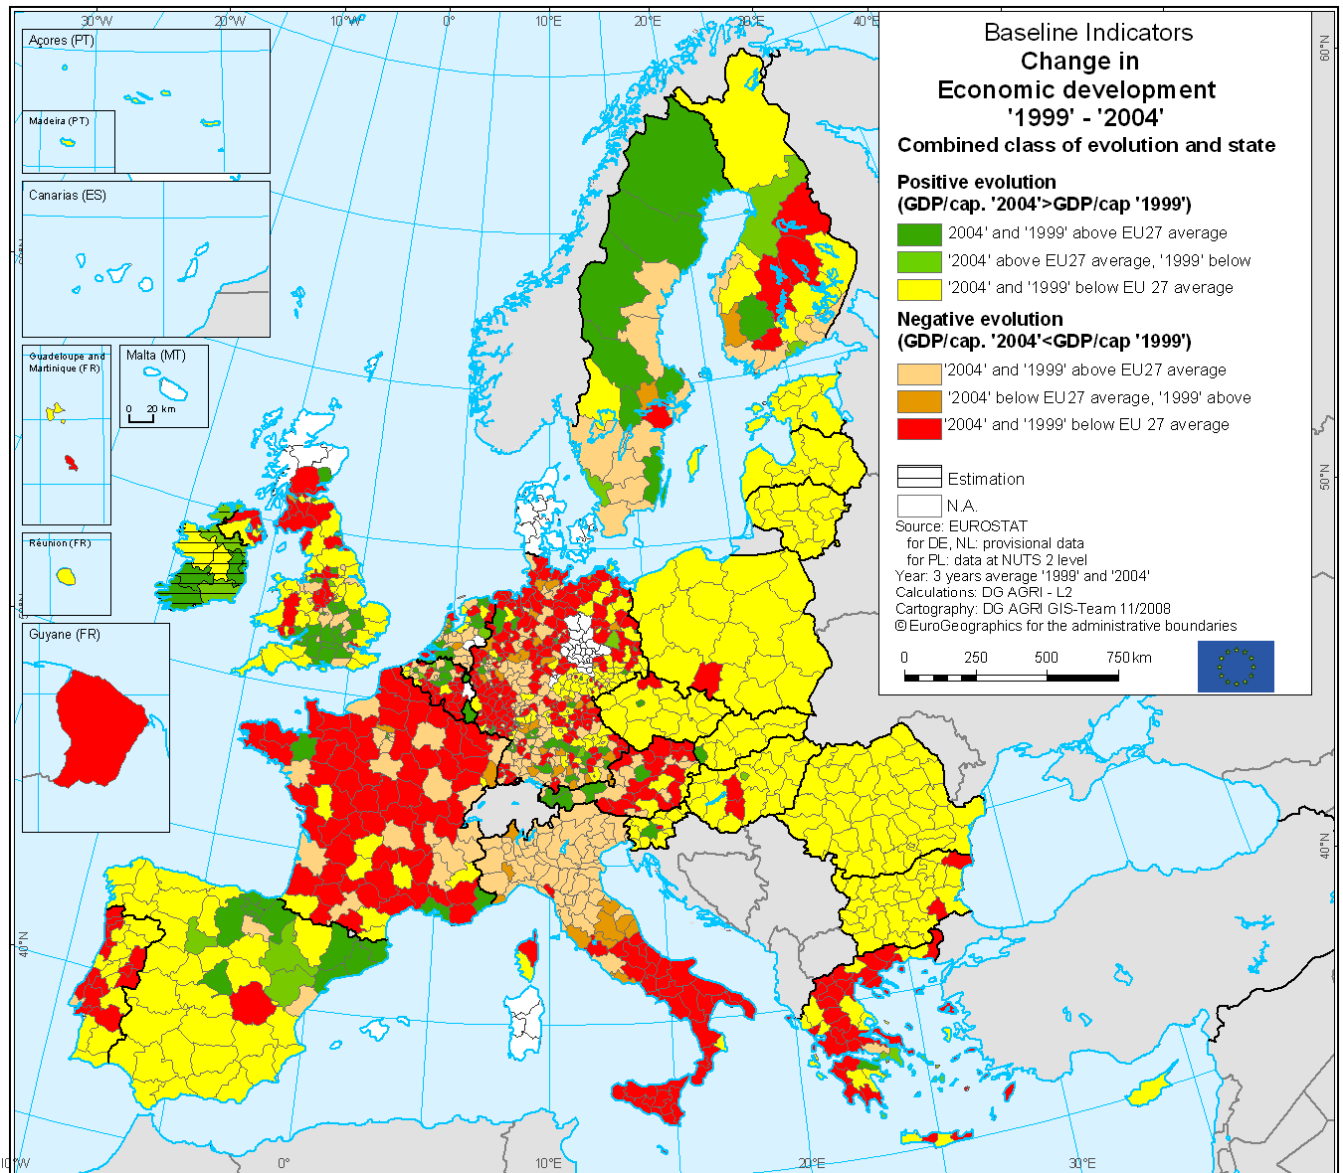 30°W
20°W
10°W
0°
10°E
20°E
30°E
40°E
Açores (PT)
Madeira (PT)
Canarias (ES)
Guadeloupe and
Martinique (FR)
Malta (MT)
0 20 km
Réunion (FR)
Guyane (FR)
Baseline Indicators
Change in
Economic development
'1999' - '2004'
Combined class of evolution and state
Positive evolution
(GDP/cap. '2004'>GDP/cap '1999')
2004' and '1999' above EU27 average
'2004' above EU27 average, '1999' below
'2004' and '1999' below EU 27 average
Negative evolution
(GDP/cap. '2004'<GDP/cap '1999')
'2004' and '1999' above EU27 average
'2004' below EU27 average, '1999' above
'2004' and '1999' below EU 27 average
Estimation
N.A.
Source: EUROSTAT
for DE, NL: provisional data
for PL: data at NUTS 2 level
Year: 3 years average '1999' and '2004'
Calculations: DG AGRI - L2
Cartography: DG AGRI GIS-Team 11/2008
© EuroGeographics for the administrative boundaries
0 250 500 750km
60°N
50°N
40°N
40°N
10°W
0°
10°E
20°E
30°E